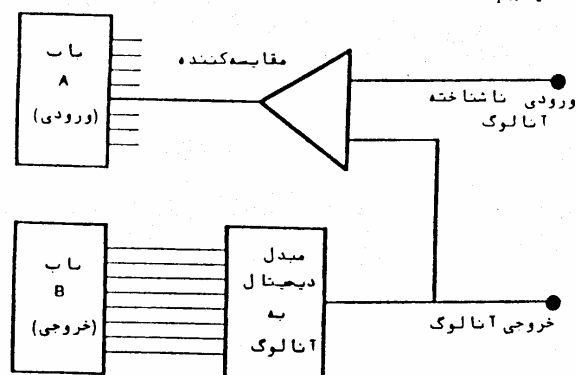 باب
A
(ورودی)
مقایسه‌کننده
ورودی ناشناخته
آنالوگ
باب
B
(خروجی)
مبدل
دیجیتال
به
آنالوگ
خروجی آنالوگ